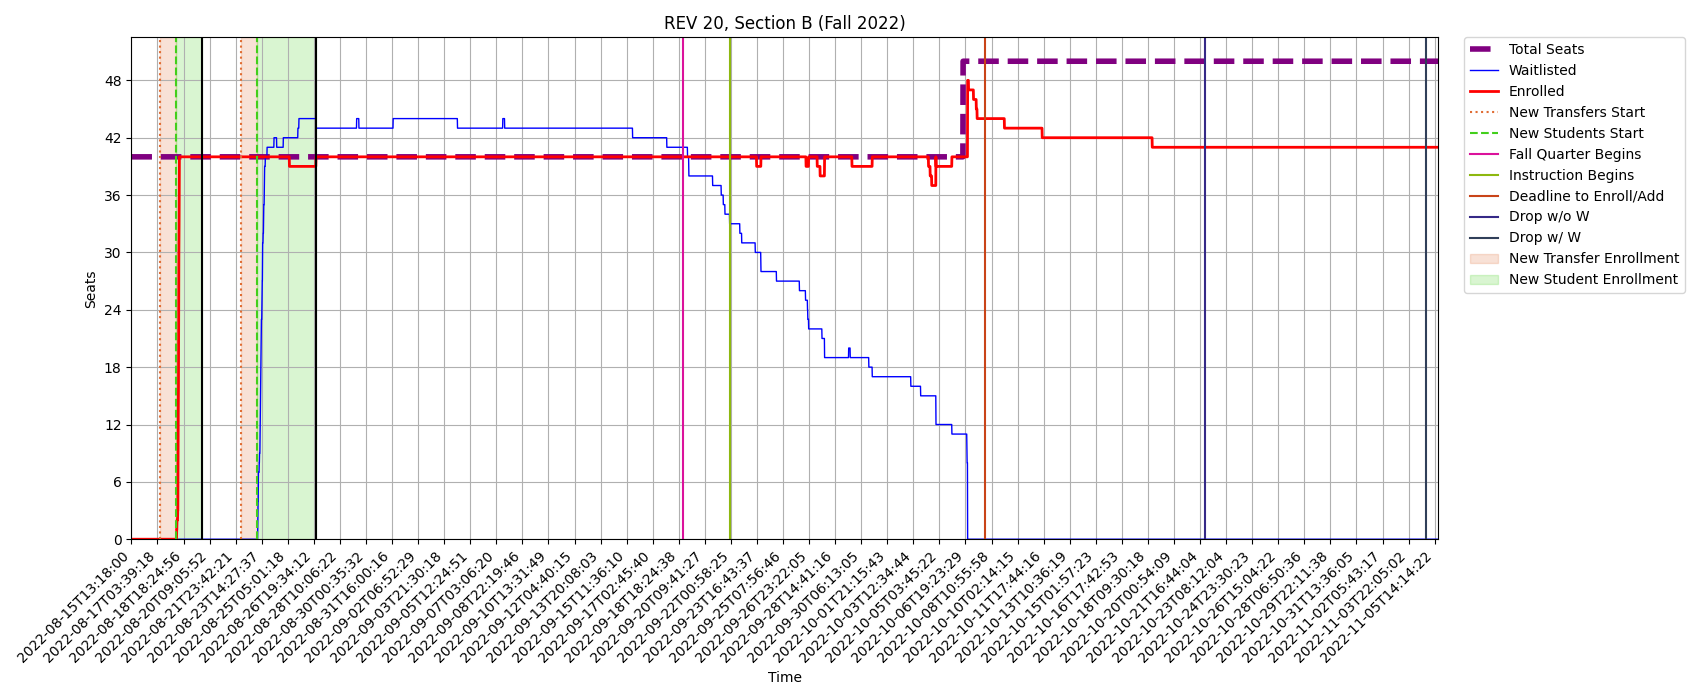 REV 20, Section B (Fall 2022)
Seats
48
42
36
30
24
18
12
6
0
2022-08-15T13:18:00
2022-08-17T03:39:18
2022-08-18T18:24:56
2022-08-20T09:05:52
2022-08-21T23:42:21
2022-08-23T14:27:37
2022-08-25T05:01:18
2022-08-26T19:34:12
2022-08-28T10:06:22
2022-08-30T00:35:32
2022-08-31T16:00:16
2022-09-02T06:52:29
2022-09-03T21:30:18
2022-09-05T12:24:51
2022-09-07T03:06:20
2022-09-08T22:19:46
2022-09-10T13:31:49
2022-09-12T04:40:15
2022-09-13T20:08:03
2022-09-15T11:36:10
2022-09-17T02:45:40
2022-09-18T18:24:38
2022-09-20T09:41:27
2022-09-22T00:58:25
2022-09-23T16:43:37
2022-09-25T07:56:46
2022-09-26T23:22:05
2022-09-28T14:41:16
2022-09-30T06:13:05
2022-10-01T21:15:43
2022-10-03T12:34:44
2022-10-05T03:45:22
2022-10-06T19:23:29
2022-10-08T10:55:58
2022-10-10T02:14:15
2022-10-11T17:44:16
2022-10-13T10:36:19
2022-10-15T01:57:23
2022-10-16T17:42:53
2022-10-18T09:30:18
2022-10-20T00:54:09
2022-10-21T16:44:04
2022-10-23T08:12:04
2022-10-24T23:30:23
2022-10-26T15:04:22
2022-10-28T06:50:36
2022-10-29T22:11:38
2022-10-31T13:36:05
2022-11-02T05:43:17
2022-11-03T22:05:02
2022-11-05T14:14:22
Time
Total Seats
Waitlisted
Enrolled
New Transfers Start
New Students Start
Fall Quarter Begins
Instruction Begins
Deadline to Enroll/Add
Drop w/o W
Drop w/ W
New Transfer Enrollment
New Student Enrollment